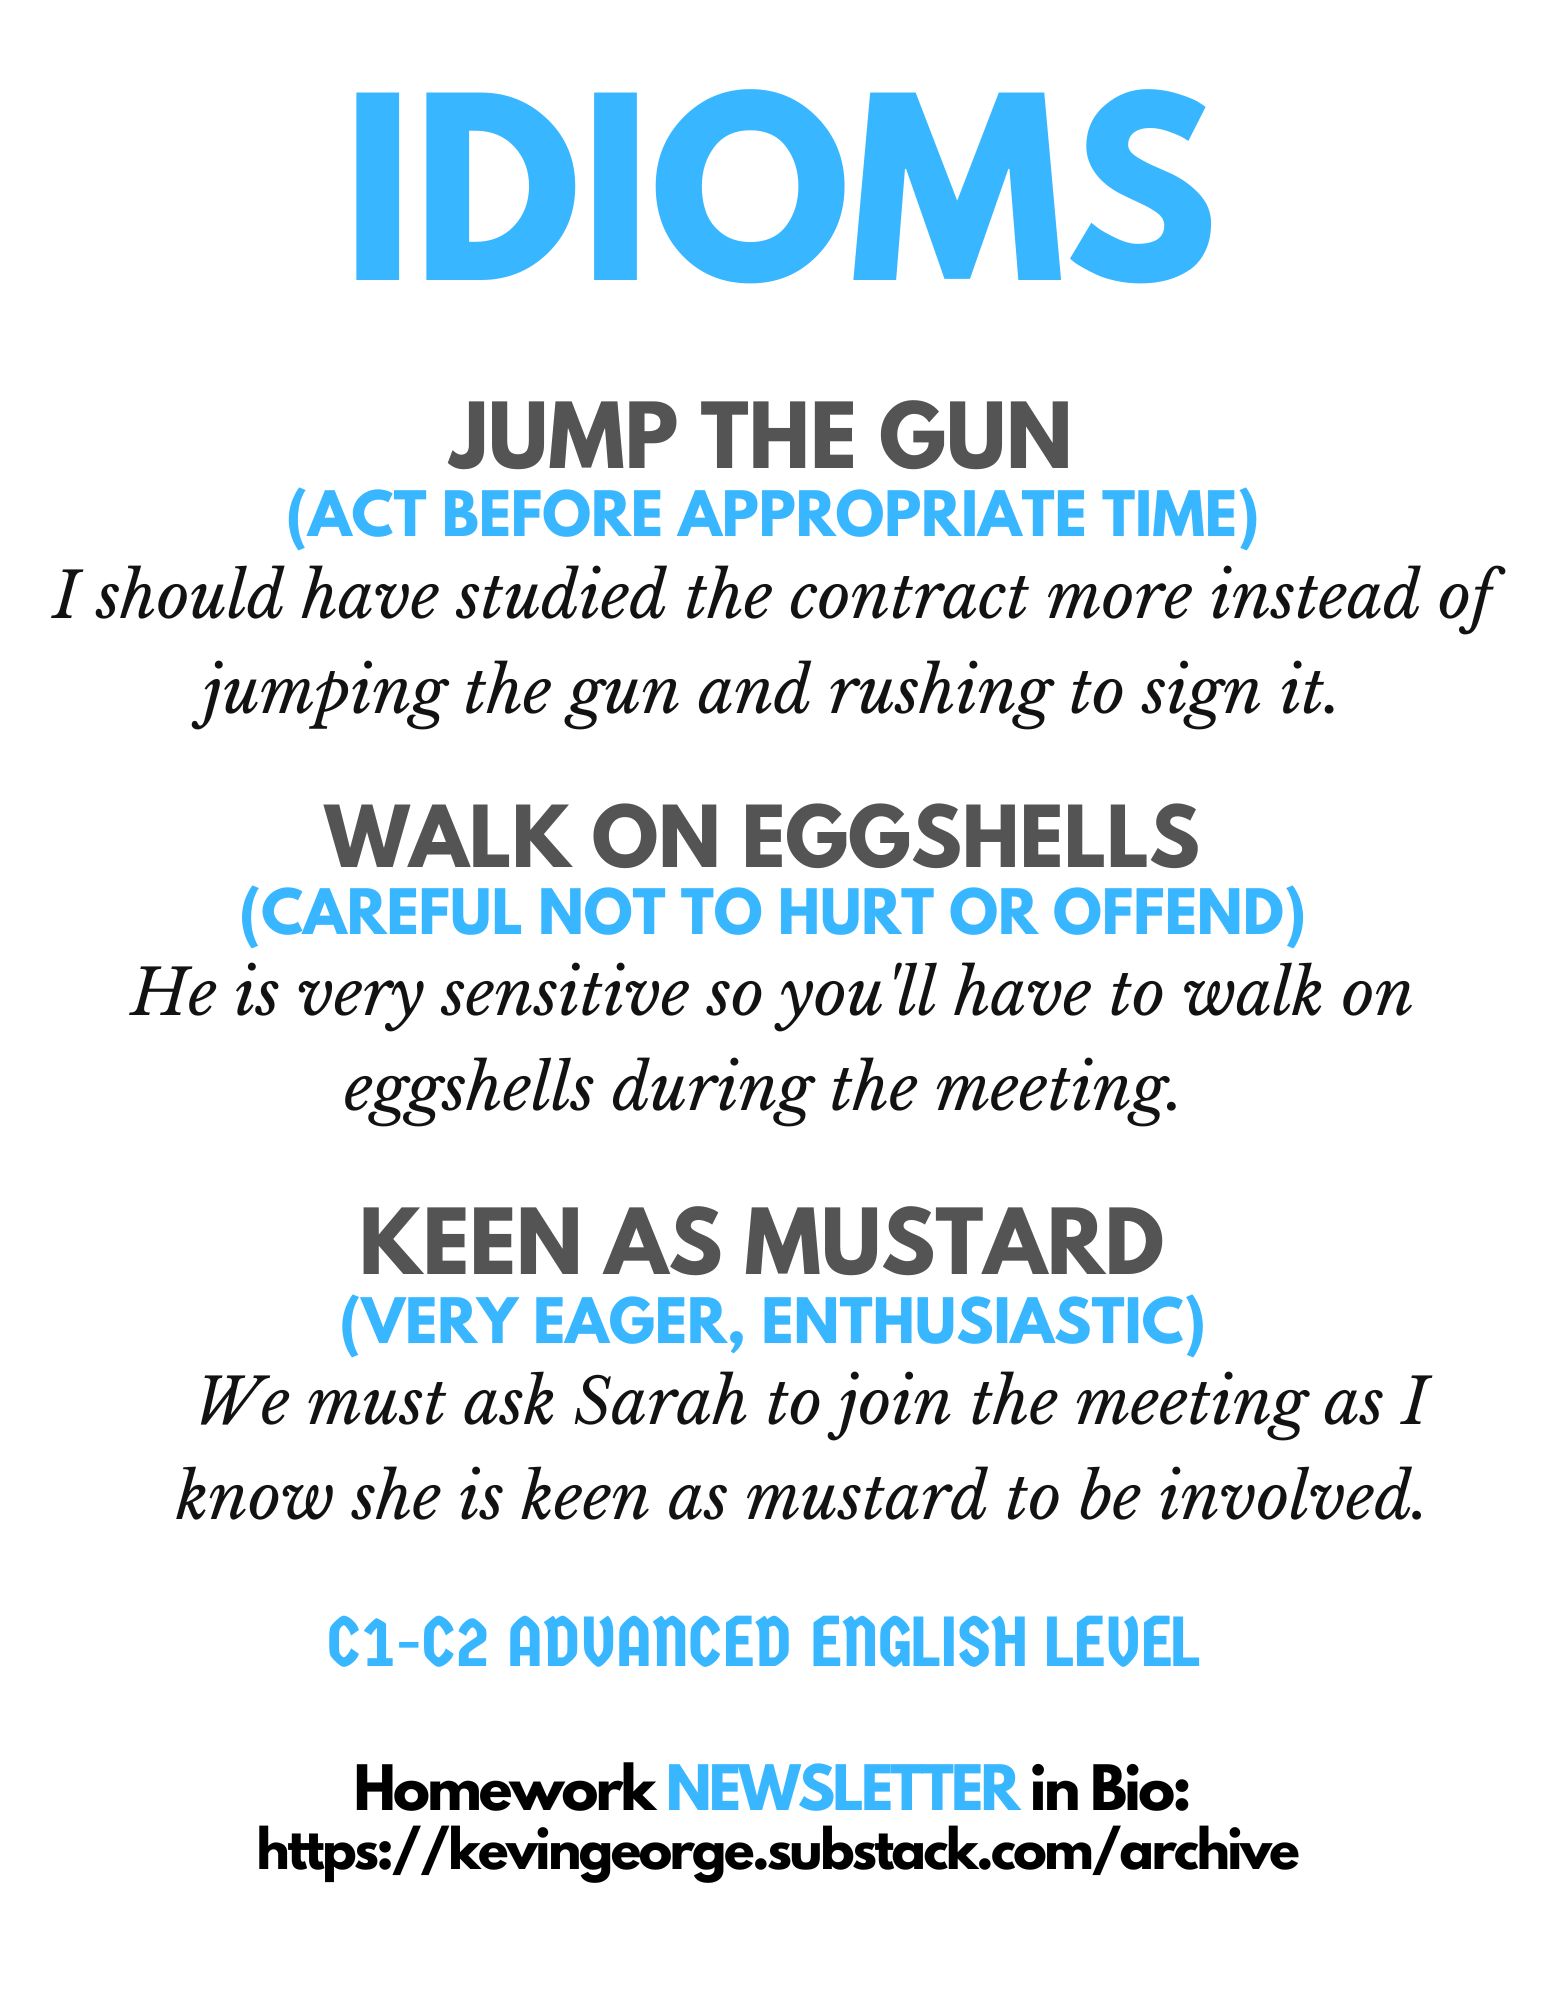 IDIOMS
JUMP THE GUN
(ACT BEFORE APPROPRIATE TIME)
I should have studied the contract more instead of
jumping the gun and rushing to sign it.
WALK ON EGGSHELLS
(CAREFUL NOT TO HURT OR OFFEND)
He is very sensitive so you'll have to walk on
eggshells during the meeting.
KEEN AS MUSTARD
(VERY EAGER, ENTHUSIASTIC)
We must ask Sarah to join the meeting as I
know she is keen as mustard to be involved.
C1-C2 ADVANCED ENGLISH LEVEL
Homework NEWSLETTER in Bio:
https://kevingeorge.substack.com/archive